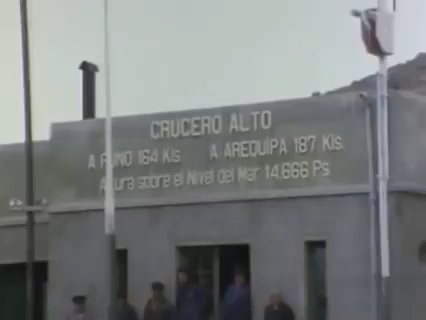 CRUCERO ALTO
A PUNO 164 Kls. A AREQUIPA 187 Kls.
Altura sobre el Nivel del Mar 14,666 Ps